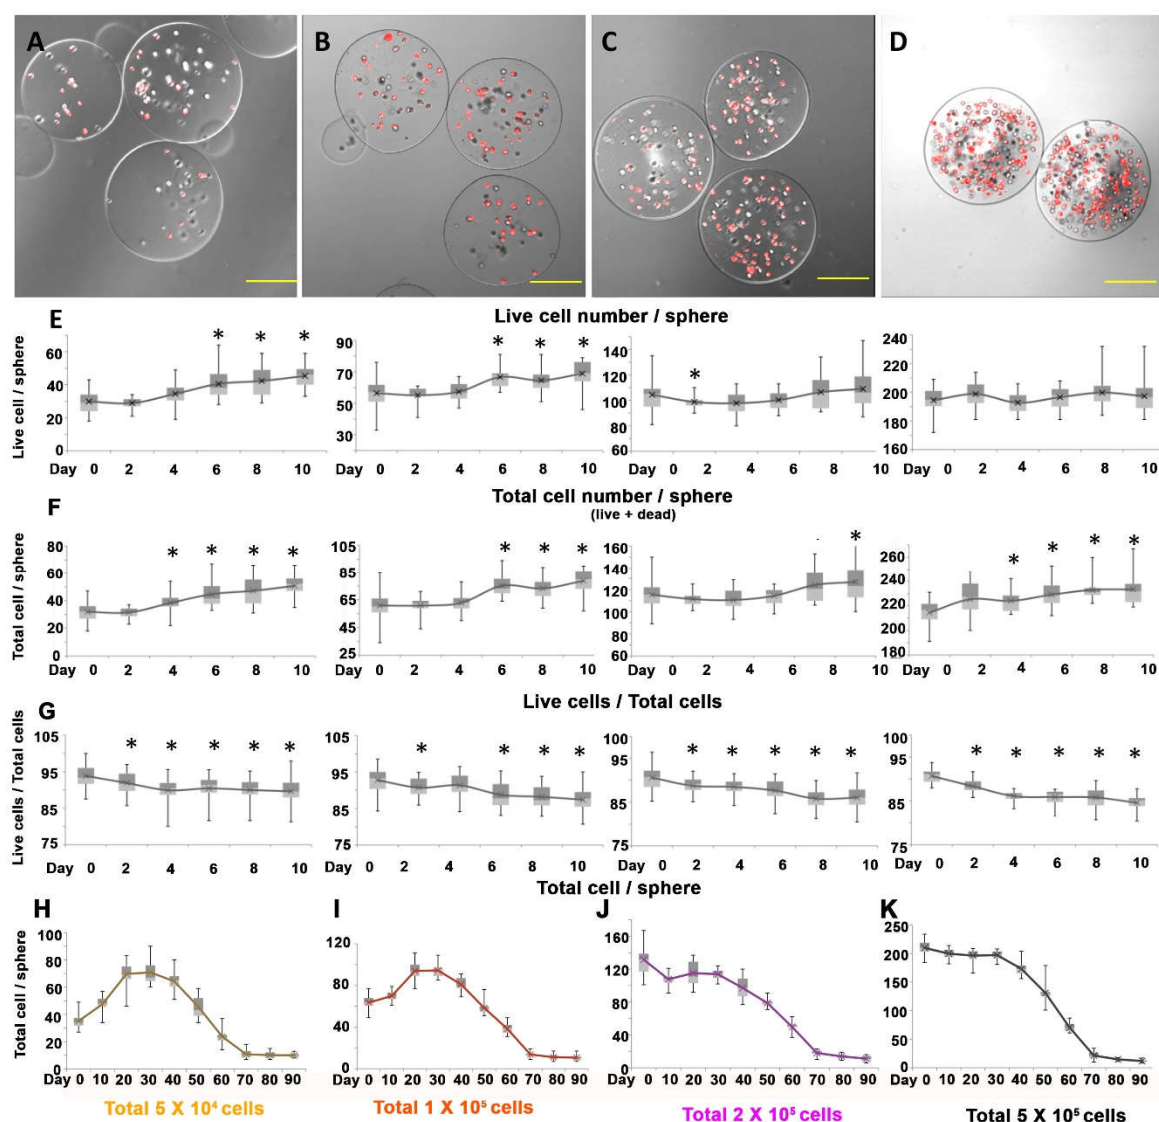 A B C D
E Live cell number / sphere
Live cell / sphere
60 40 20 0
90 70 50 30
140 120 100 80 60
240 220 200 180 160
* * *
* * *
*
Day 0 2 4 6 8 10
Day 0 2 4 6 8 10
Day 0 2 4 6 8 10
Day 0 2 4 6 8 10
F Total cell number / sphere
(live + dead)
Total cell / sphere
80 60 40 20 0
105 85 65 45 25
160 140 120 100 80 60
260 240 220 220 200 180
* * * *
* * *
*
* * * *
Day 0 2 4 6 8 10
Day 0 2 4 6 8 10
Day 0 2 4 6 8 10
Day 0 2 4 6 8 10
G Live cells / Total cells
Live cells / Total cells
105 95 85 75
105 95 85 75
100 90 80 70
100 95 85 75
* * * * *
* * * *
* * * * *
* * * * *
Day 0 2 4 6 8 10
Day 0 2 4 6 8 10
Day 0 2 4 6 8 10
Day 0 2 4 6 8 10
Total cell / sphere
H I J K
Total cell / sphere
100 80 60 40 20 0
120 80 40 0
160 120 80 40 0
250 200 150 100 50 0
Day 0 10 20 30 40 50 60 70 80 90
Day 0 10 20 30 40 50 60 70 80 90
Day 0 10 20 30 40 50 60 70 80 90
Day 0 10 20 30 40 50 60 70 80 90
Total 5 X 10⁴ cells
Total 1 X 10⁵ cells
Total 2 X 10⁵ cells
Total 5 X 10⁵ cells